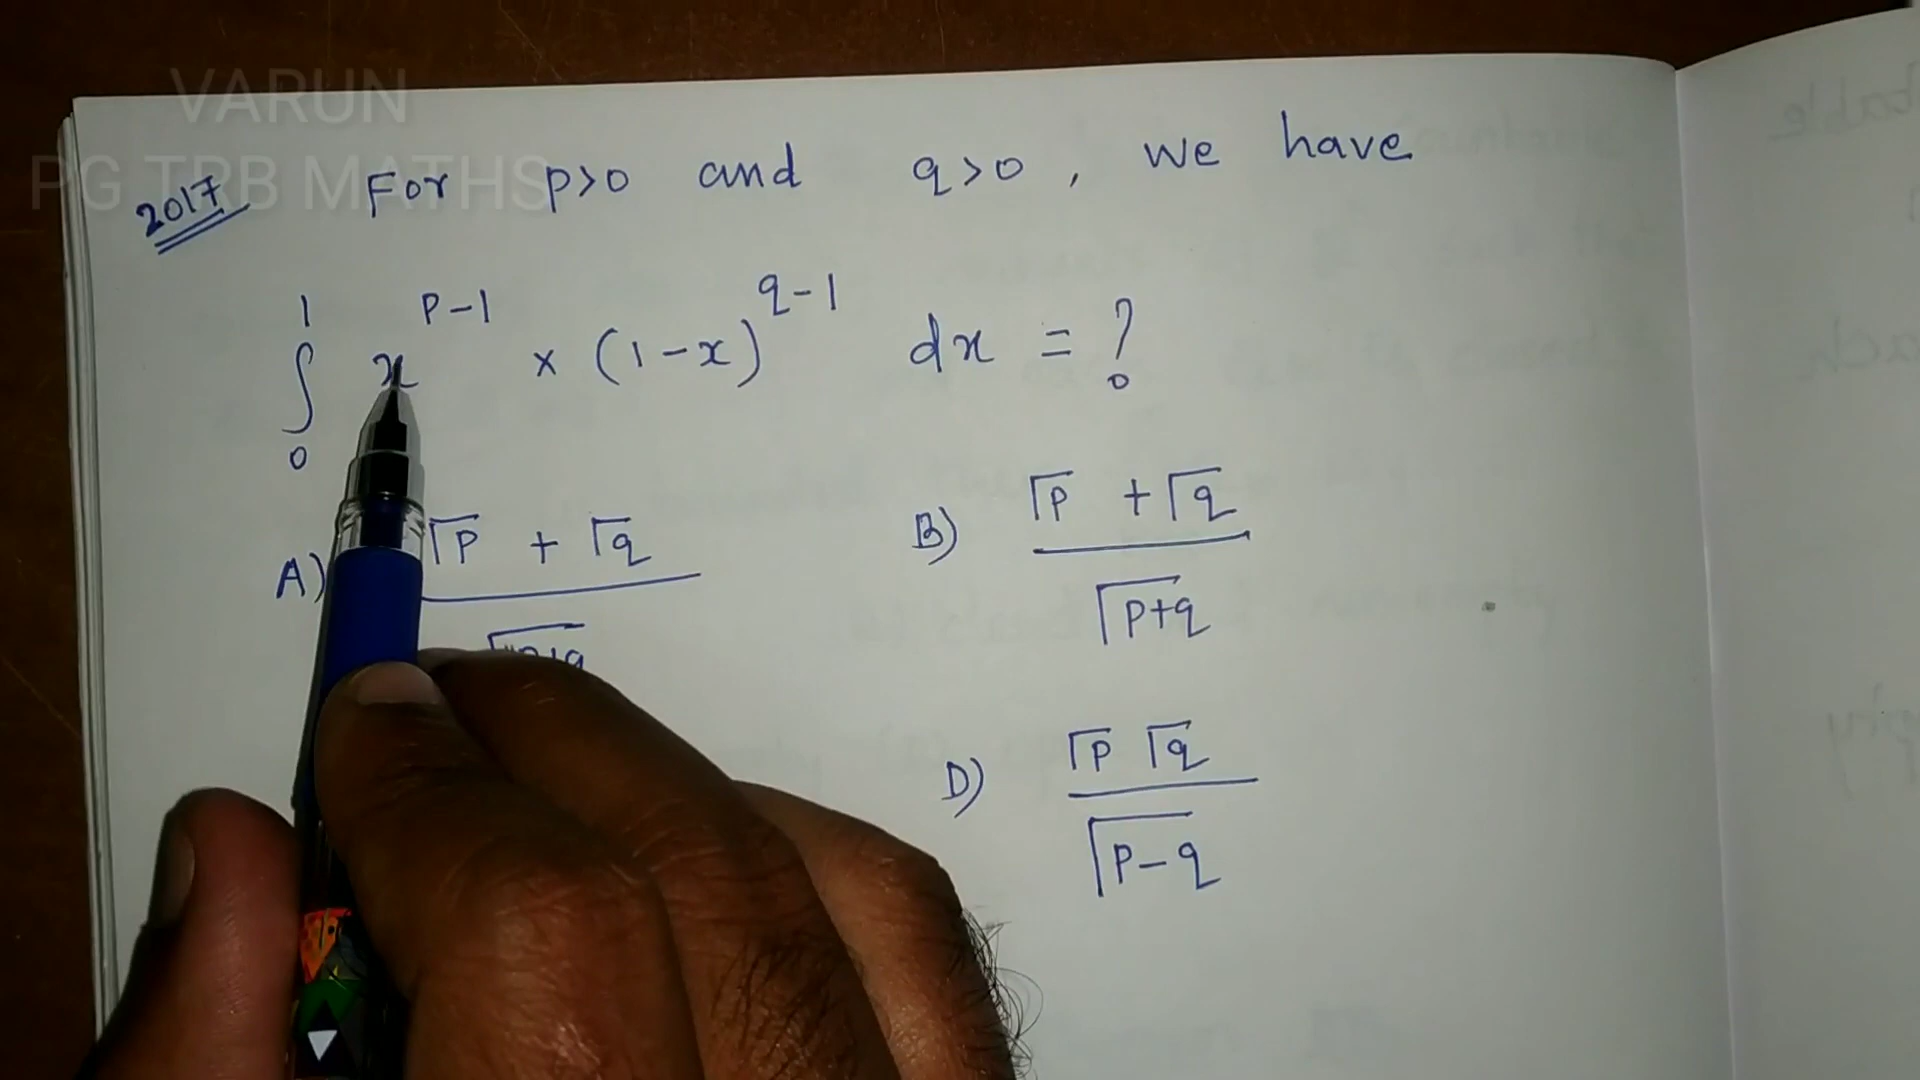 VARUN
PG TRB MATHS
2017 For p>0 and q>0, we have
∫₀¹ x^(p-1) × (1-x)^(q-1) dx = ?
A) (Γp + Γq) / Γp+q
B) (Γp + Γq) / Γp+q
D) (Γp Γq) / Γp-q